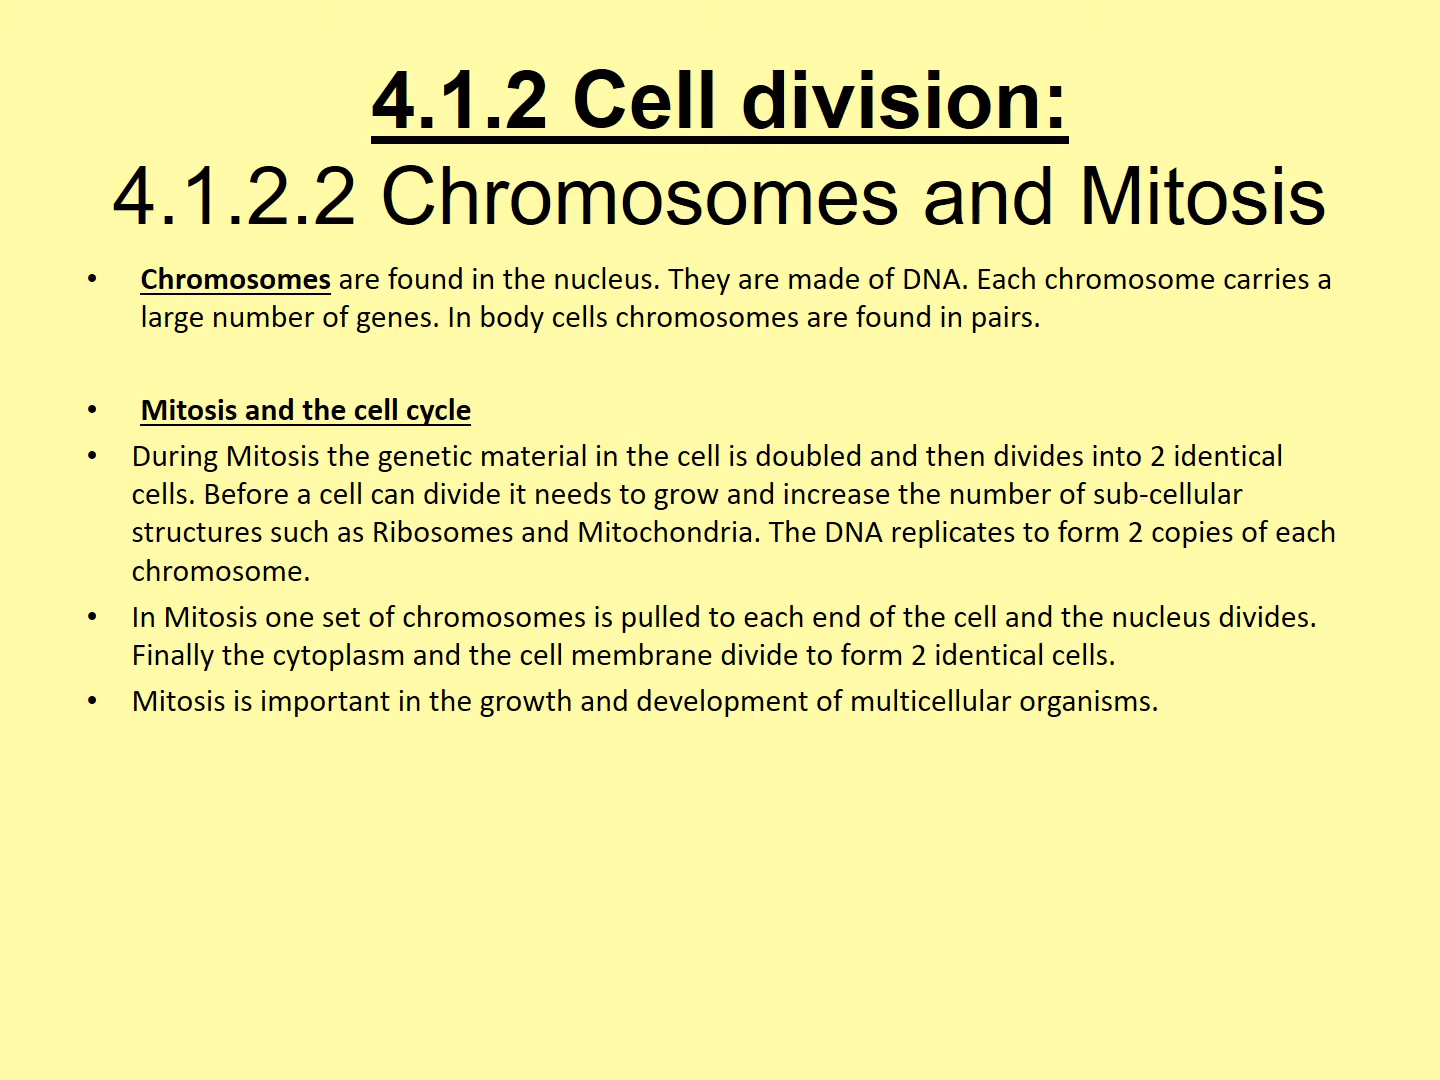 4.1.2 Cell division:
4.1.2.2 Chromosomes and Mitosis
• Chromosomes are found in the nucleus. They are made of DNA. Each chromosome carries a
large number of genes. In body cells chromosomes are found in pairs.
• Mitosis and the cell cycle
• During Mitosis the genetic material in the cell is doubled and then divides into 2 identical
cells. Before a cell can divide it needs to grow and increase the number of sub-cellular
structures such as Ribosomes and Mitochondria. The DNA replicates to form 2 copies of each
chromosome.
• In Mitosis one set of chromosomes is pulled to each end of the cell and the nucleus divides.
Finally the cytoplasm and the cell membrane divide to form 2 identical cells.
• Mitosis is important in the growth and development of multicellular organisms.